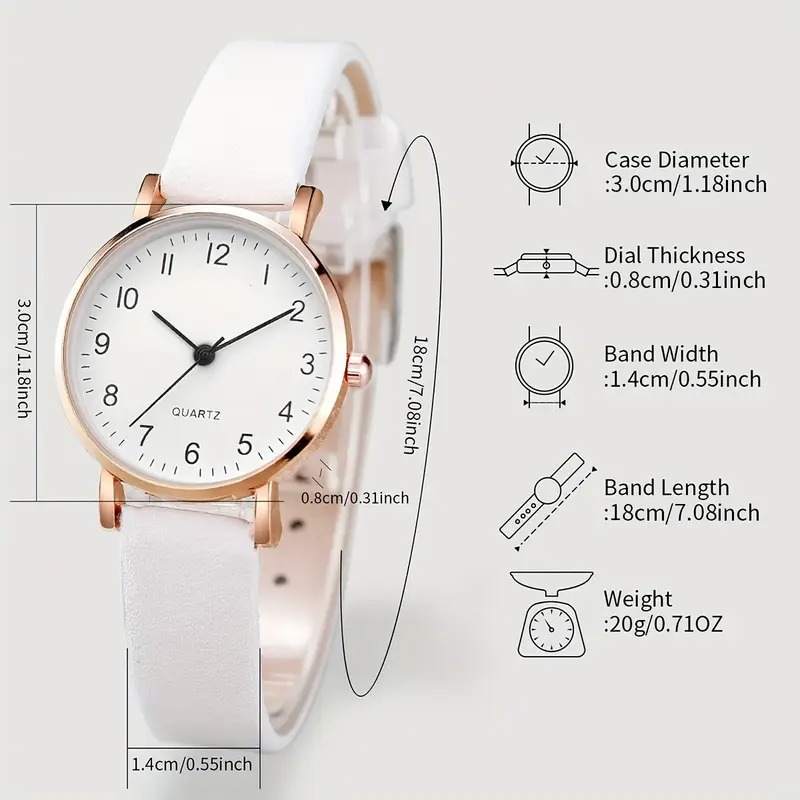 12
1
2
3
4
5
6
7
8
9
10
11
QUARTZ
3.0cm/1.18inch
18cm/7.08inch
0.8cm/0.31inch
1.4cm/0.55inch
Case Diameter
:3.0cm/1.18inch
Dial Thickness
:0.8cm/0.31inch
Band Width
:1.4cm/0.55inch
Band Length
:18cm/7.08inch
Weight
:20g/0.71OZ